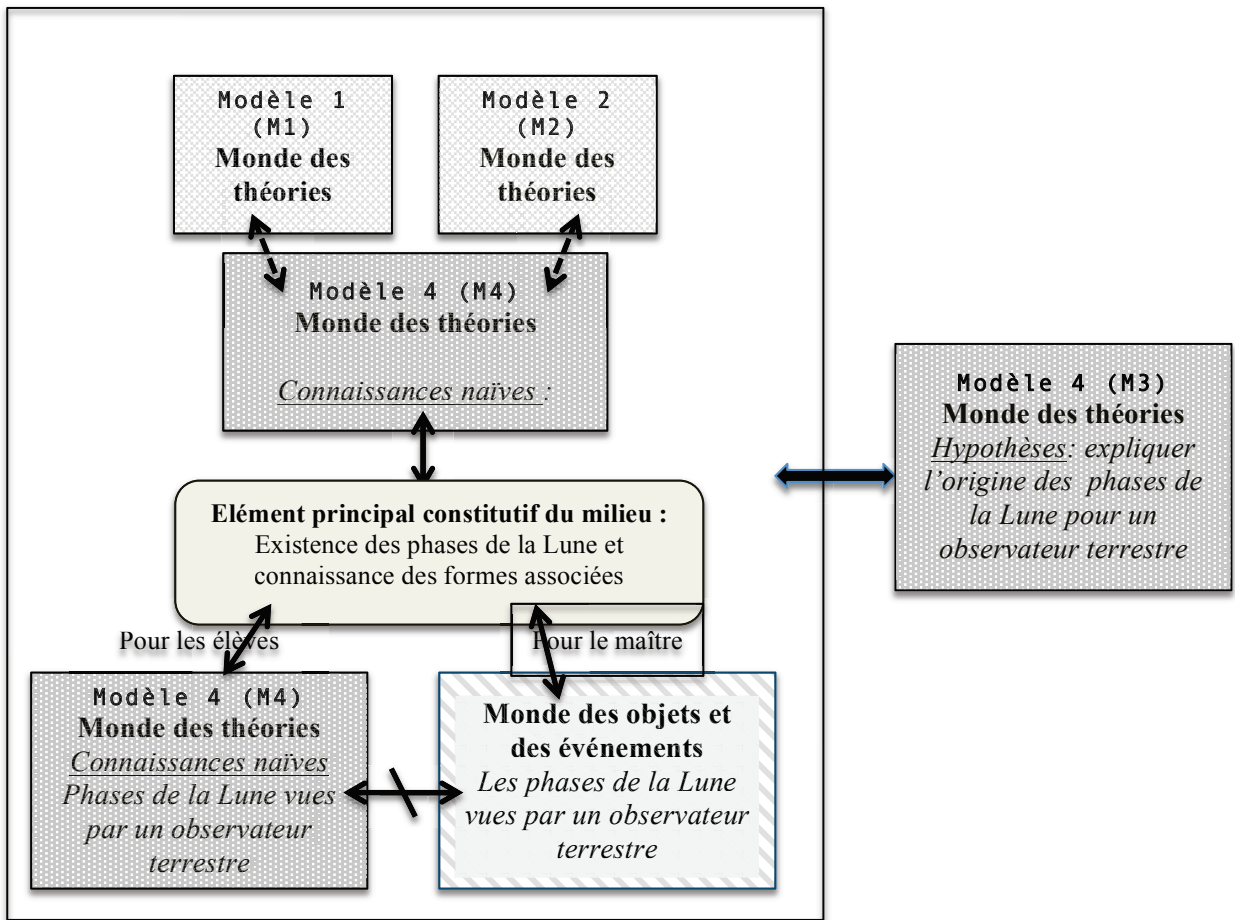 Modèle 1
(M1)
Monde des
théories
Modèle 2
(M2)
Monde des
théories
Modèle 4 (M4)
Monde des théories
Connaissances naïves :
Modèle 4 (M3)
Monde des théories
Hypothèses: expliquer
l’origine des phases de
la Lune pour un
observateur terrestre
Elément principal constitutif du milieu :
Existence des phases de la Lune et
connaissance des formes associées
Pour les élèves
Pour le maître
Modèle 4 (M4)
Monde des théories
Connaissances naïves
Phases de la Lune vues
par un observateur
terrestre
Monde des objets et
des événements
Les phases de la Lune
vues par un observateur
terrestre